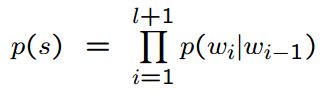 p(s) = ∏_{i=1}^{l+1} p(w_i|w_{i−1})